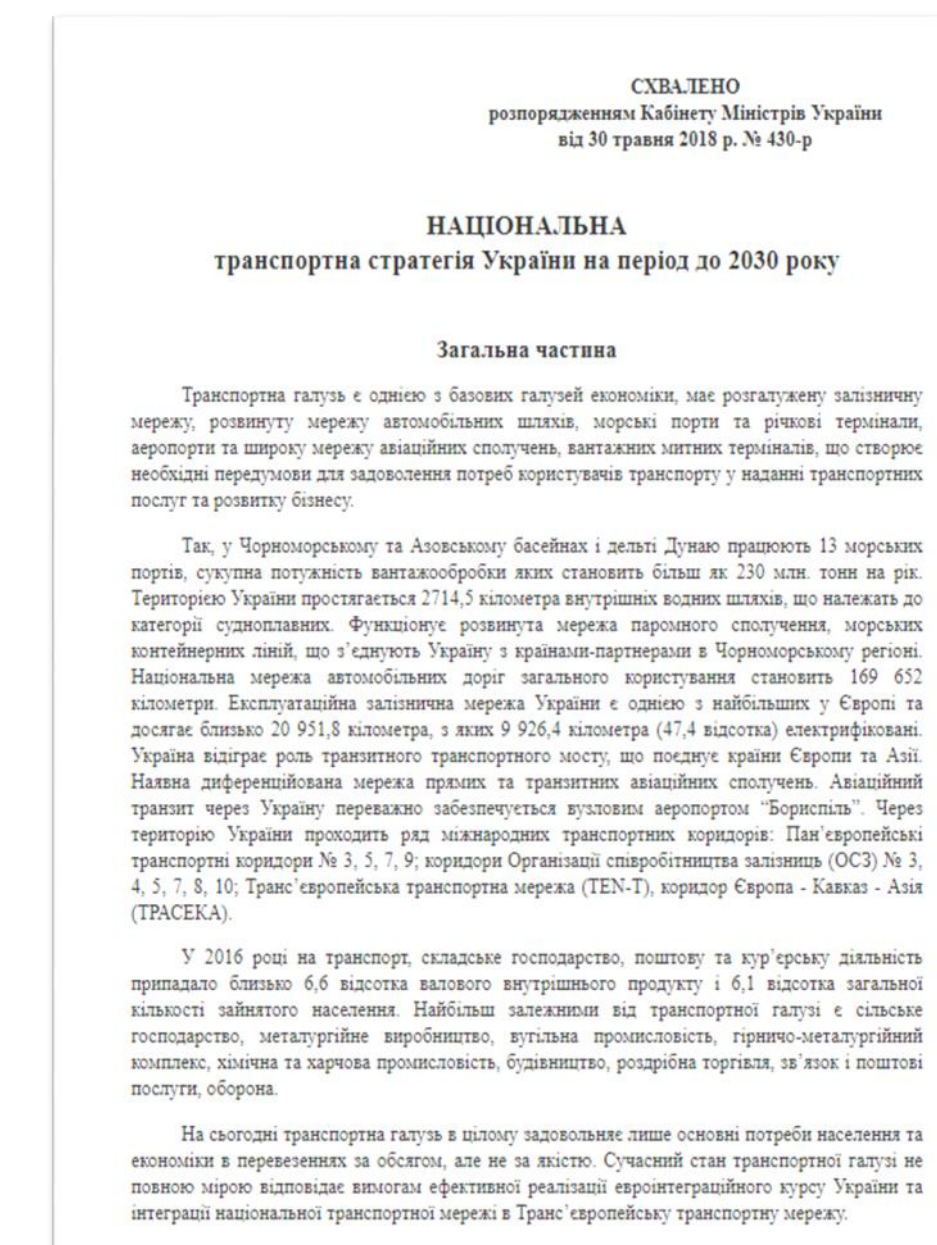 СХВАЛЕНО
розпорядженням Кабінету Міністрів України
від 30 травня 2018 р. № 430-р
НАЦІОНАЛЬНА
транспортна стратегія України на період до 2030 року
Загальна частина
Транспортна галузь є однією з базових галузей економіки, має розгалужену залізничну
мережу, розвинуту мережу автомобільних шляхів, морські порти та річкові термінали,
аеропорти та широку мережу авіаційних сполучень, вантажних митних терміналів, що створює
необхідні передумови для задоволення потреб користувачів транспорту у наданні транспортних
послуг та розвитку бізнесу.
Так, у Чорноморському та Азовському басейнах і дельті Дунаю працюють 13 морських
портів, сукупна потужність вантажообробки яких становить більш як 230 млн. тонн на рік.
Територією України простягається 2714,5 кілометра внутрішніх водних шляхів, що належать до
категорії судноплавних. Функціонує розвинута мережа паромного сполучення, морських
контейнерних ліній, що з’єднують Україну з країнами-партнерами в Чорноморському регіоні.
Національна мережа автомобільних доріг загального користування становить 169 652
кілометри. Експлуатаційна залізнична мережа України є однією з найбільших у Європі та
досягає близько 20 951,8 кілометра, з яких 9 926,4 кілометра (47,4 відсотка) електрифіковані.
Україна відіграє роль транзитного транспортного мосту, що поєднує країни Європи та Азії.
Наявна диференційована мережа прямих та транзитних авіаційних сполучень. Авіаційний
транзит через Україну переважно забезпечується вузловим аеропортом “Бориспіль”. Через
територію України проходить ряд міжнародних транспортних коридорів: Пан’європейські
транспортні коридори № 3, 5, 7, 9; коридори Організації співробітництва залізниць (ОСЗ) № 3,
4, 5, 7, 8, 10; Транс’європейська транспортна мережа (TEN-T), коридор Європа - Кавказ - Азія
(ТРАСЕКА).
У 2016 році на транспорт, складське господарство, поштову та кур’єрську діяльність
припадало близько 6,6 відсотка валового внутрішнього продукту і 6,1 відсотка загальної
кількості зайнятого населення. Найбільш залежними від транспортної галузі є сільське
господарство, металургійне виробництво, вугільна промисловість, гірничо-металургійний
комплекс, хімічна та харчова промисловість, будівництво, роздрібна торгівля, зв’язок і поштові
послуги, оборона.
На сьогодні транспортна галузь в цілому задовольняє лише основні потреби населення та
економіки в перевезеннях за обсягом, але не за якістю. Сучасний стан транспортної галузі не
повною мірою відповідає вимогам ефективної реалізації євроінтеграційного курсу України та
інтеграції національної транспортної мережі в Транс’європейську транспортну мережу.